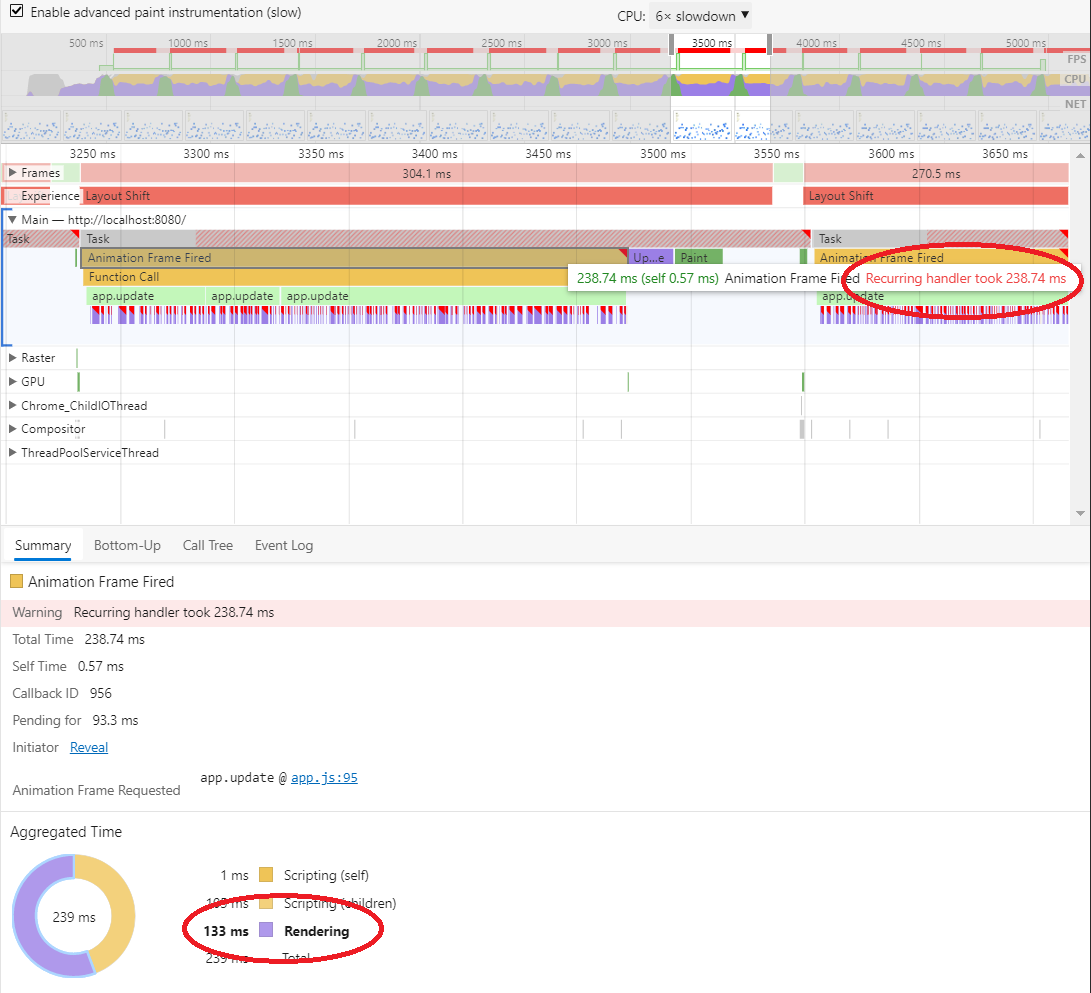 Enable advanced paint instrumentation (slow) CPU: 6× slowdown
500 ms 1000 ms 1500 ms 2000 ms 2500 ms 3000 ms 3500 ms 4000 ms 4500 ms 5000 ms
FPS
CPU
NET
3250 ms 3300 ms 3350 ms 3400 ms 3450 ms 3500 ms 3550 ms 3600 ms 3650 ms
Frames 304.1 ms 270.5 ms
Experience Layout Shift Layout Shift
Main — http://localhost:8080/
Task Task Task
Animation Frame Fired Up...e Paint Animation Frame Fired
Function Call
238.74 ms (self 0.57 ms) Animation Frame Fired Recurring handler took 238.74 ms
app.update app.update app.update app.update
Raster
GPU
Chrome_ChildIOThread
Compositor
ThreadPoolServiceThread
Summary Bottom-Up Call Tree Event Log
Animation Frame Fired
Warning Recurring handler took 238.74 ms
Total Time 238.74 ms
Self Time 0.57 ms
Callback ID 956
Pending for 93.3 ms
Initiator Reveal
app.update @ app.js:95
Animation Frame Requested
Aggregated Time
239 ms
1 ms Scripting (self)
105 ms Scripting (children)
133 ms Rendering
239 ms Total